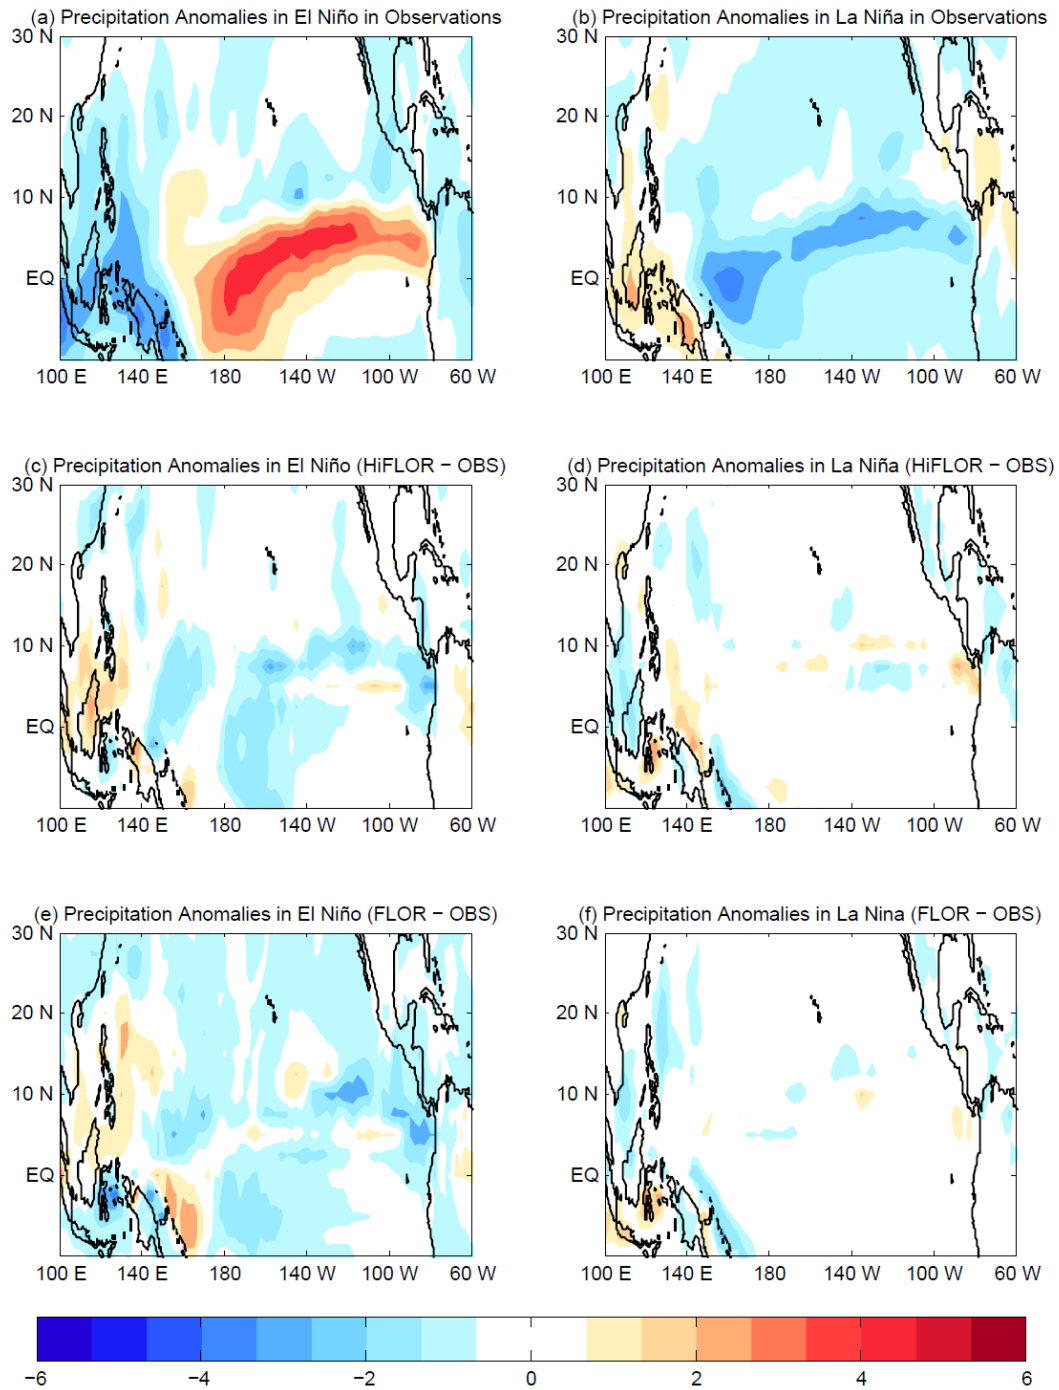 (a) Precipitation Anomalies in El Niño in Observations
(b) Precipitation Anomalies in La Niña in Observations
30 N
20 N
10 N
EQ
100 E 140 E 180 140 W 100 W 60 W
30 N
20 N
10 N
EQ
100 E 140 E 180 140 W 100 W 60 W
(c) Precipitation Anomalies in El Niño (HiFLOR − OBS)
(d) Precipitation Anomalies in La Niña (HiFLOR − OBS)
30 N
20 N
10 N
EQ
100 E 140 E 180 140 W 100 W 60 W
30 N
20 N
10 N
EQ
100 E 140 E 180 140 W 100 W 60 W
(e) Precipitation Anomalies in El Niño (FLOR − OBS)
(f) Precipitation Anomalies in La Nina (FLOR − OBS)
30 N
20 N
10 N
EQ
100 E 140 E 180 140 W 100 W 60 W
30 N
20 N
10 N
EQ
100 E 140 E 180 140 W 100 W 60 W
−6 −4 −2 0 2 4 6